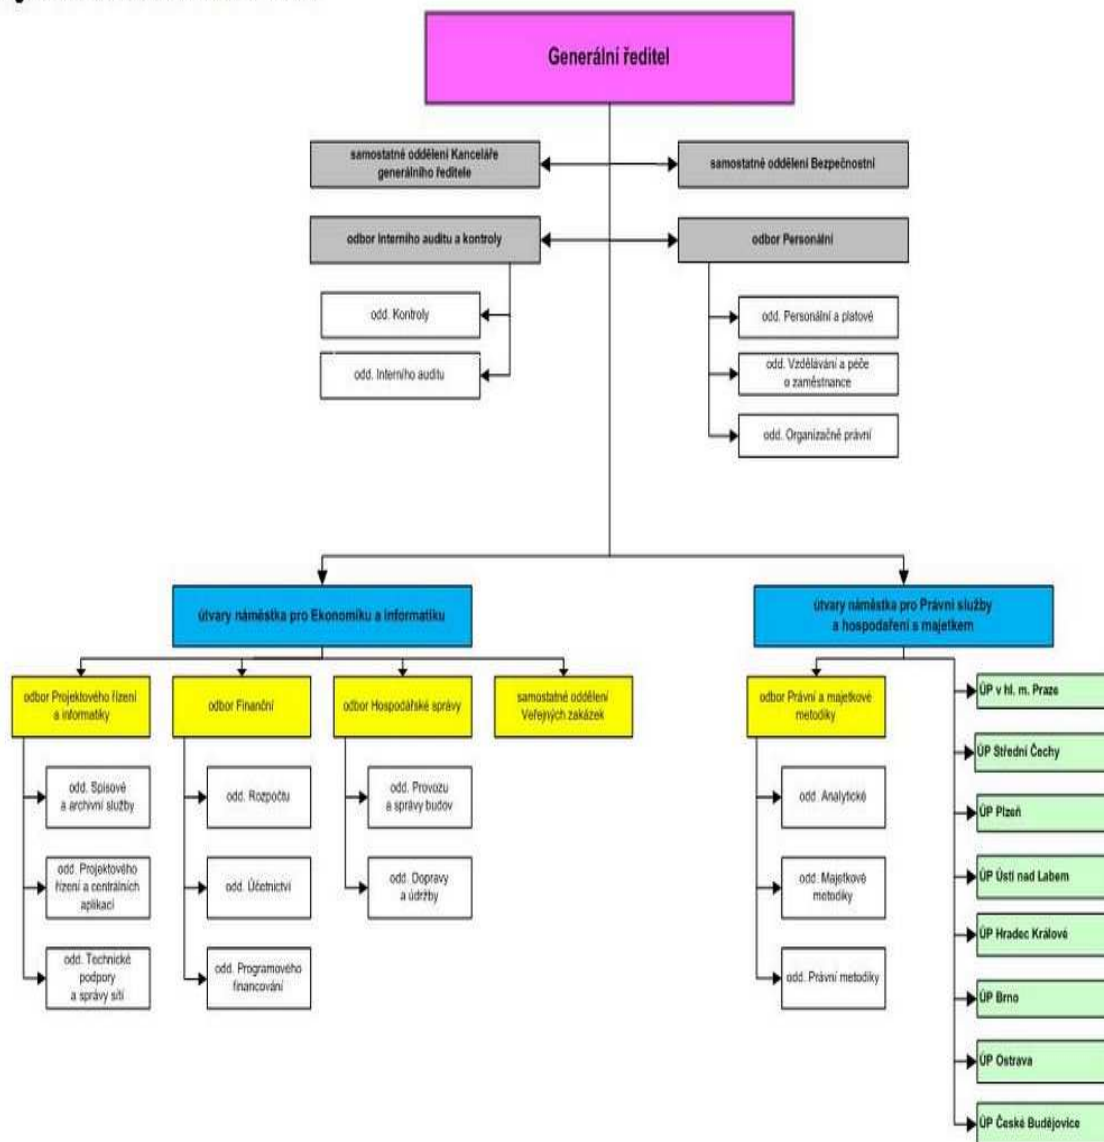 Generální ředitel
samostatné oddělení Kanceláře
generálního ředitele
samostatné oddělení Bezpečnostní
odbor Interního auditu a kontroly
odbor Personální
odd. Kontroly
odd. Interního auditu
odd. Personální a platové
odd. Vzdělávání a péče
o zaměstnance
odd. Organizačně právní
útvary náměstka pro Ekonomiku a informatiku
útvary náměstka pro Právní služby
a hospodaření s majetkem
odbor Projektového řízení
a informatiky
odbor Finanční
odbor Hospodářské správy
samostatné oddělení
Veřejných zakázek
odbor Právní a majetkové
metodiky
odd. Spisové
a archivní služby
odd. Projektového
řízení a centrálních
aplikací
odd. Technické
podpory
a správy sítí
odd. Rozpočtu
odd. Účetnictví
odd. Programového
financování
odd. Provozu
a správy budov
odd. Dopravy
a údržby
odd. Analytické
odd. Majetkové
metodiky
odd. Právní metodiky
ÚP v hl. m. Praze
ÚP Střední Čechy
ÚP Plzeň
ÚP Ústí nad Labem
ÚP Hradec Králové
ÚP Brno
ÚP Ostrava
ÚP České Budějovice